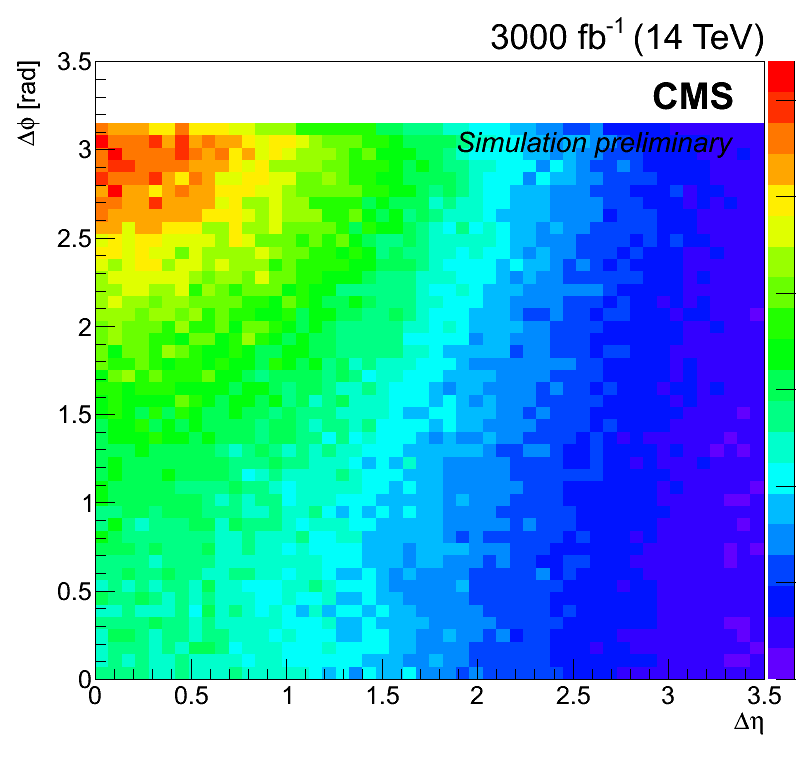 3000 fb⁻¹ (14 TeV)
Δϕ [rad]
3.5
CMS
Simulation preliminary
3
2.5
2
1.5
1
0.5
0
0 0.5 1 1.5 2 2.5 3 3.5
Δη